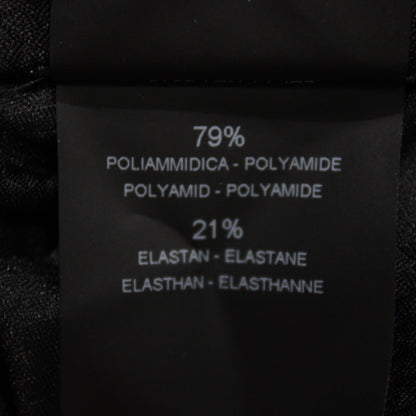 79%
POLIAMMIDICA - POLYAMIDE
POLYAMID - POLYAMIDE
21%
ELASTAN - ELASTANE
ELASTHAN - ELASTHANNE